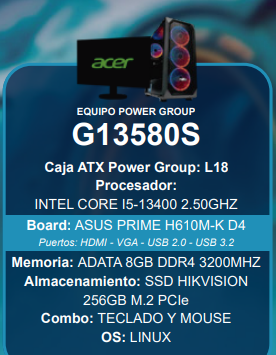 acer
EQUIPO POWER GROUP
G13580S
Caja ATX Power Group: L18
Procesador:
INTEL CORE I5-13400 2.50GHZ
Board: ASUS PRIME H610M-K D4
Puertos: HDMI - VGA - USB 2.0 - USB 3.2
Memoria: ADATA 8GB DDR4 3200MHZ
Almacenamiento: SSD HIKVISION
256GB M.2 PCIe
Combo: TECLADO Y MOUSE
OS: LINUX